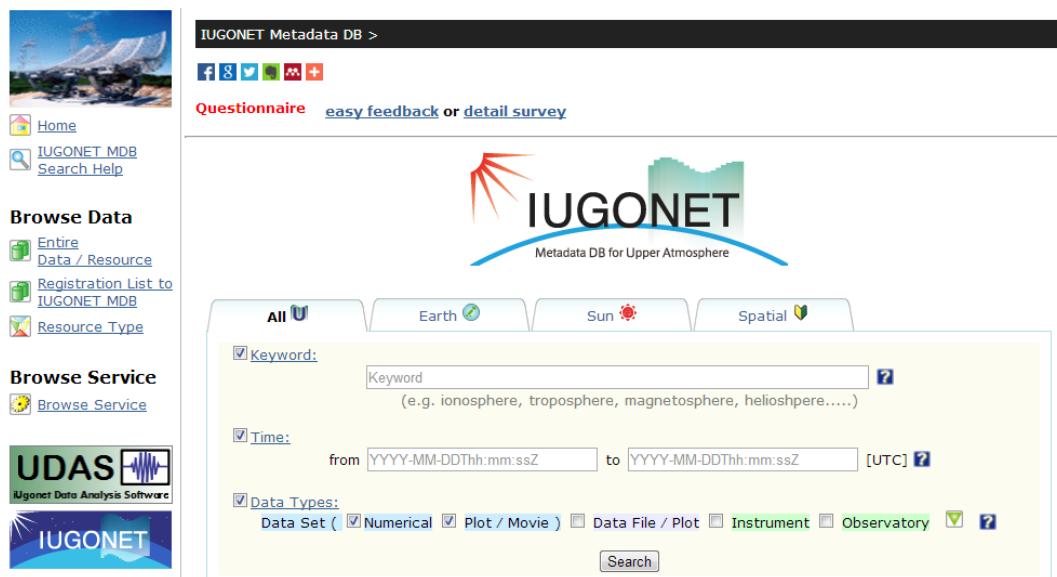 IUGONET Metadata DB >
Questionnaire easy feedback or detail survey
Home
IUGONET MDB
Search Help
Browse Data
Entire
Data / Resource
Registration List to
IUGONET MDB
Resource Type
Browse Service
Browse Service
UDAS
iUgonet Data Analysis Software
IUGONET
IUGONET
Metadata DB for Upper Atmosphere
All Earth Sun Spatial
Keyword:
Keyword
(e.g. ionosphere, troposphere, magnetosphere, helioshpere.....)
Time:
from YYYY-MM-DDThh:mm:ssZ to YYYY-MM-DDThh:mm:ssZ [UTC]
Data Types:
Data Set ( Numerical Plot / Movie ) Data File / Plot Instrument Observatory
Search